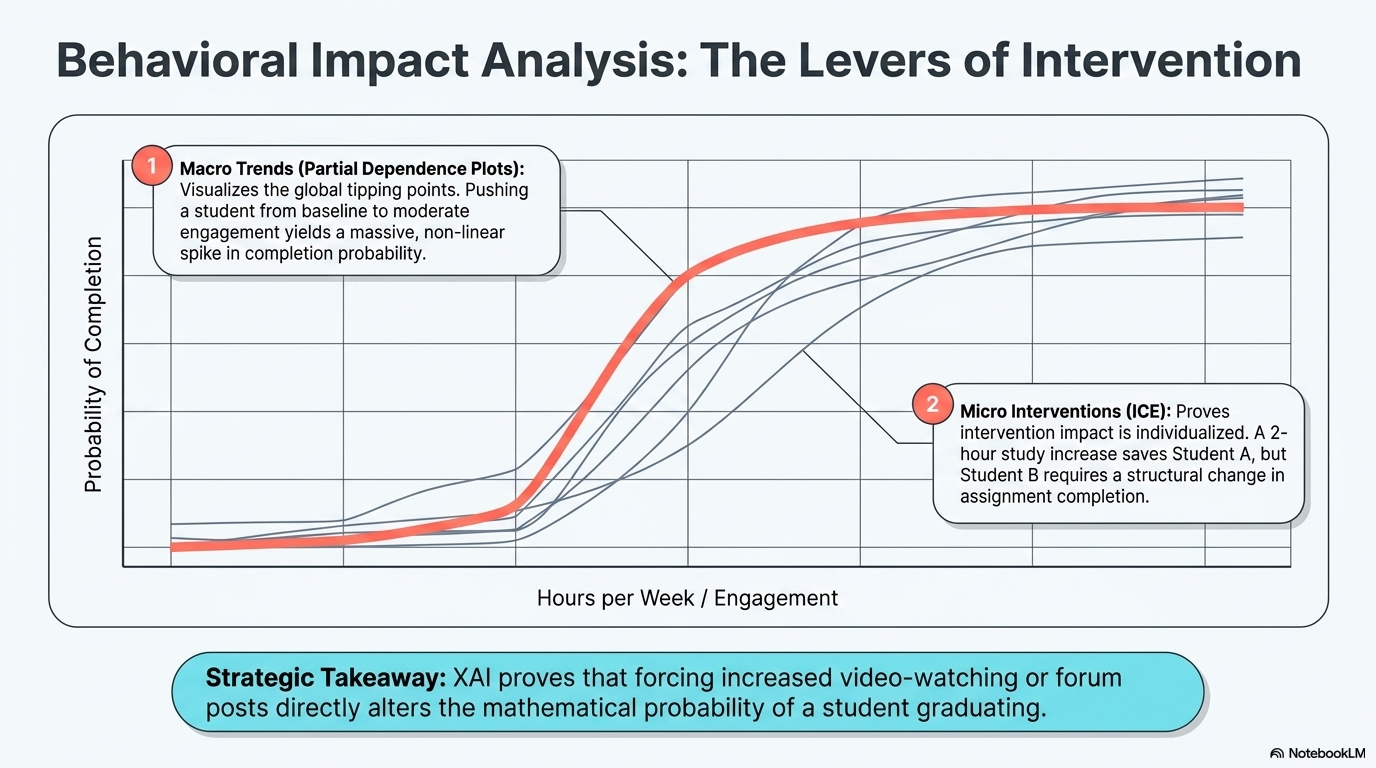 Behavioral Impact Analysis: The Levers of Intervention
1
Macro Trends (Partial Dependence Plots):
Visualizes the global tipping points. Pushing
a student from baseline to moderate
engagement yields a massive, non-linear
spike in completion probability.
Probability of Completion
2
Micro Interventions (ICE): Proves
intervention impact is individualized. A 2-
hour study increase saves Student A, but
Student B requires a structural change in
assignment completion.
Hours per Week / Engagement
Strategic Takeaway: XAI proves that forcing increased video-watching or forum
posts directly alters the mathematical probability of a student graduating.
NotebookLM